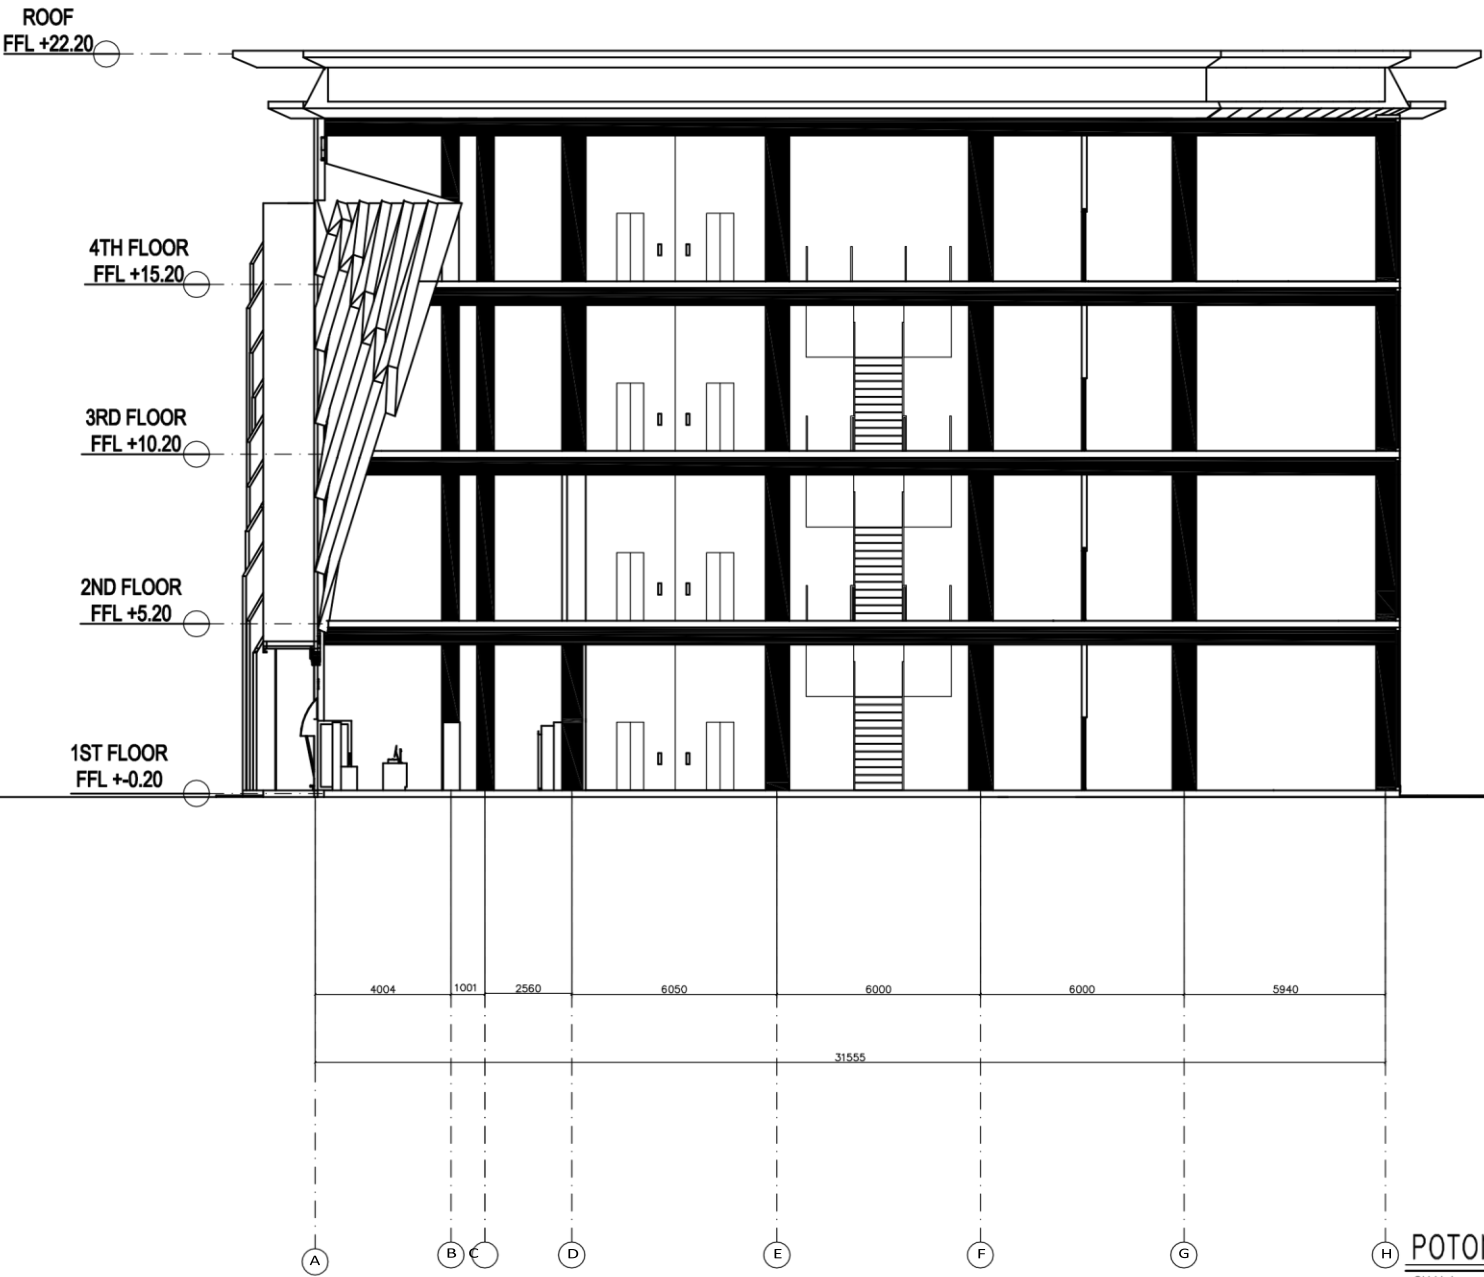 ROOF
FFL +22.20
4TH FLOOR
FFL +15.20
3RD FLOOR
FFL +10.20
2ND FLOOR
FFL +5.20
1ST FLOOR
FFL +-0.20
4004
1001
2560
6050
6000
6000
5940
31555
A
B
C
D
E
F
G
H